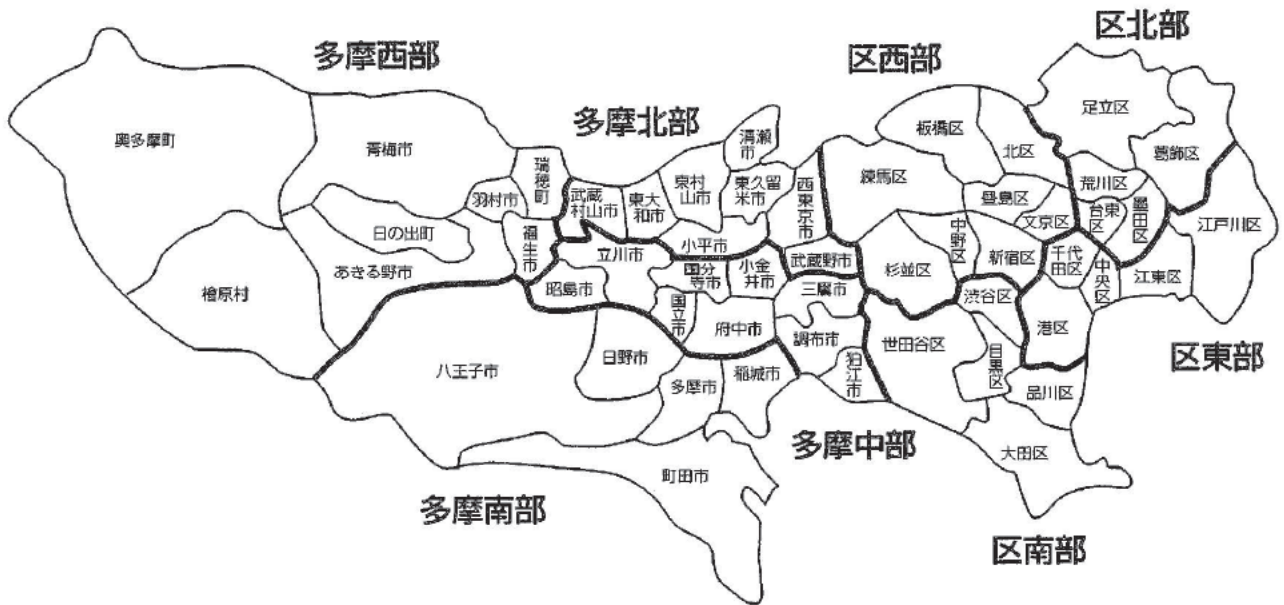 区北部
多摩西部
区西部
足立区
多摩北部
清瀬
市
板橋区
奥多摩町
青梅市
北区
葛飾区
瑞穂町
東村
山市
東久留
米市
西東京市
練馬区
荒川区
羽村市
武蔵
村山市
東大
和市
豊島区
墨田区
台東
区
文京区
江戸川区
日の出町
福生市
小平市
中野区
立川市
武蔵野市
新宿区
千代
田区
あきる野市
国分
寺市
小金
井市
杉並区
中央区
江東区
檜原村
昭島市
三鷹市
渋谷区
国立市
府中市
港区
調布市
世田谷区
日野市
狛江市
目黒区
区東部
八王子市
稲城市
多摩市
品川区
多摩中部
大田区
町田市
多摩南部
区南部